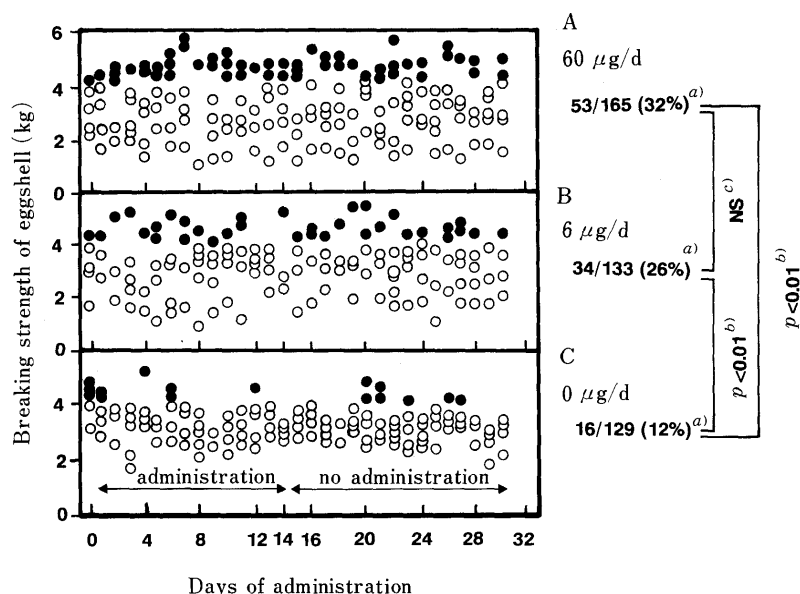 Breaking strength of eggshell (kg)
6
4
2
0
4
2
0
4
2
0
A
60 μg/d
53/165 (32%) a)
B
6 μg/d
34/133 (26%) a)
C
0 μg/d
16/129 (12%) a)
NS c)
p<0.01 b)
p<0.01 b)
administration
no administration
0 4 8 12 14 16 20 24 28 32
Days of administration